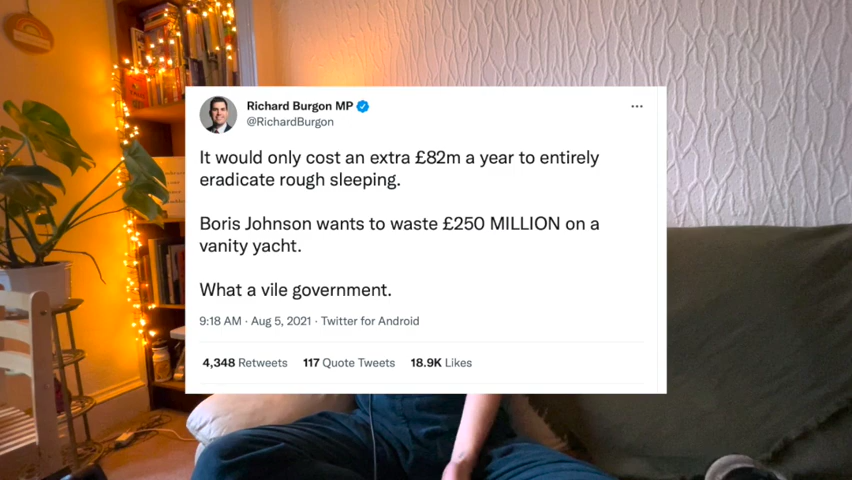 Richard Burgon MP
@RichardBurgon
It would only cost an extra £82m a year to entirely
eradicate rough sleeping.
Boris Johnson wants to waste £250 MILLION on a
vanity yacht.
What a vile government.
9:18 AM · Aug 5, 2021 · Twitter for Android
4,348 Retweets 117 Quote Tweets 18.9K Likes